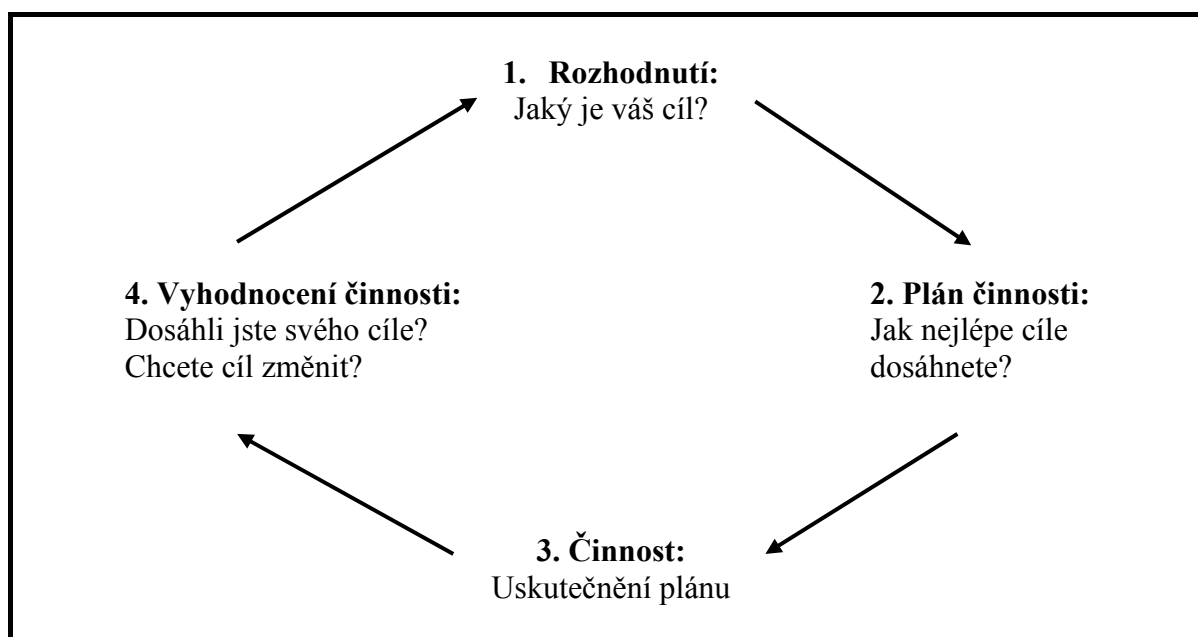 1. Rozhodnutí:
Jaký je váš cíl?
2. Plán činnosti:
Jak nejlépe cíle
dosáhnete?
3. Činnost:
Uskutečnění plánu
4. Vyhodnocení činnosti:
Dosáhli jste svého cíle?
Chcete cíl změnit?